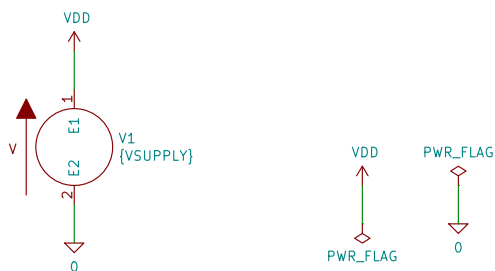 VDD
1
E1
V
V1
{VSUPPLY}
E2
2
0
VDD
PWR_FLAG
PWR_FLAG
0